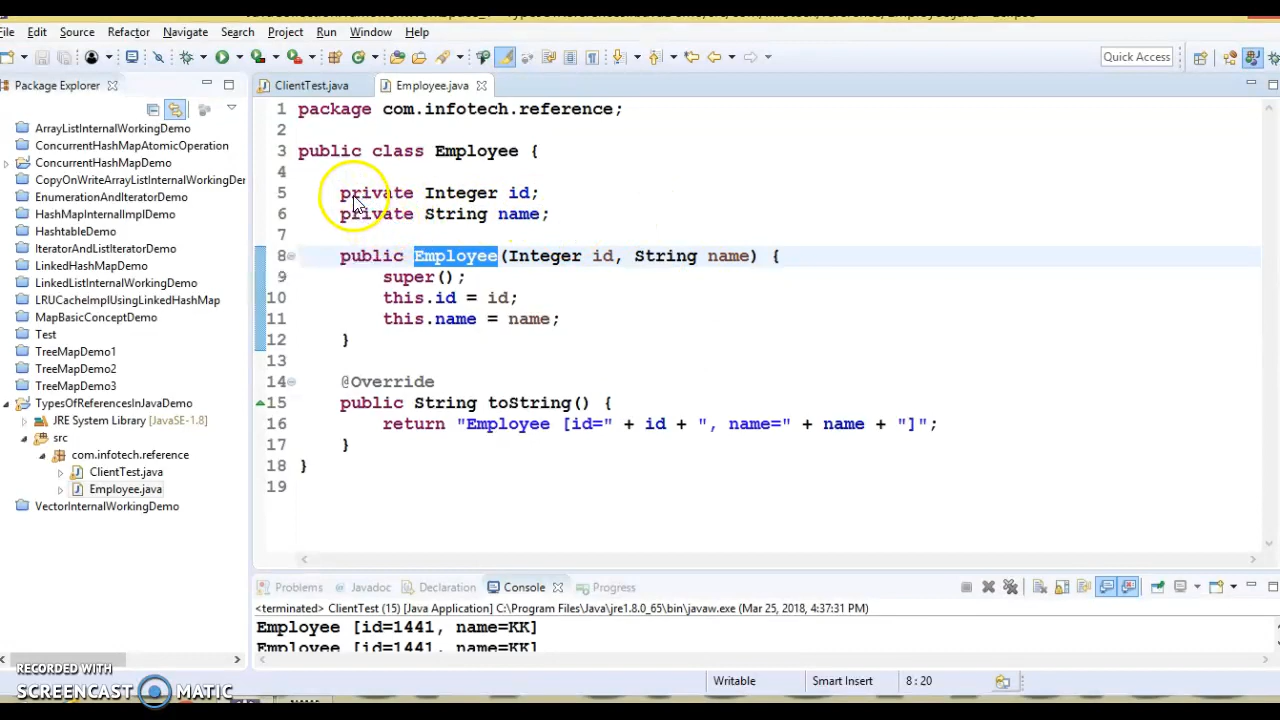 File Edit Source Refactor Navigate Search Project Run Window Help
Quick Access
Package Explorer
ClientTest.java
Employee.java
ArrayListInternalWorkingDemo
ConcurrentHashMapAtomicOperation
ConcurrentHashMapDemo
CopyOnWriteArrayListInternalWorkingDer
EnumerationAndIteratorDemo
HashMapInternalImplDemo
HashtableDemo
IteratorAndListIteratorDemo
LinkedHashMapDemo
LinkedListInternalWorkingDemo
LRUCacheImplUsingLinkedHashMap
MapBasicConceptDemo
Test
TreeMapDemo1
TreeMapDemo2
TreeMapDemo3
TypesOfReferencesInJavaDemo
JRE System Library [JavaSE-1.8]
src
com.infotech.reference
ClientTest.java
Employee.java
VectorInternalWorkingDemo
1 package com.infotech.reference;
2
3 public class Employee {
4
5 private Integer id;
6 private String name;
7
8 public Employee(Integer id, String name) {
9 super();
10 this.id = id;
11 this.name = name;
12 }
13
14 @Override
15 public String toString() {
16 return "Employee [id=" + id + ", name=" + name + "]";
17 }
18 }
19
Problems Javadoc Declaration Console Progress
<terminated> ClientTest (15) [Java Application] C:\Program Files\Java\jre1.8.0_65\bin\javaw.exe (Mar 25, 2018, 4:37:31 PM)
Employee [id=1441, name=KK]
Employee [id=1441, name=KK]
Writable Smart Insert 8 : 20
RECORDED WITH
SCREENCAST MATIC